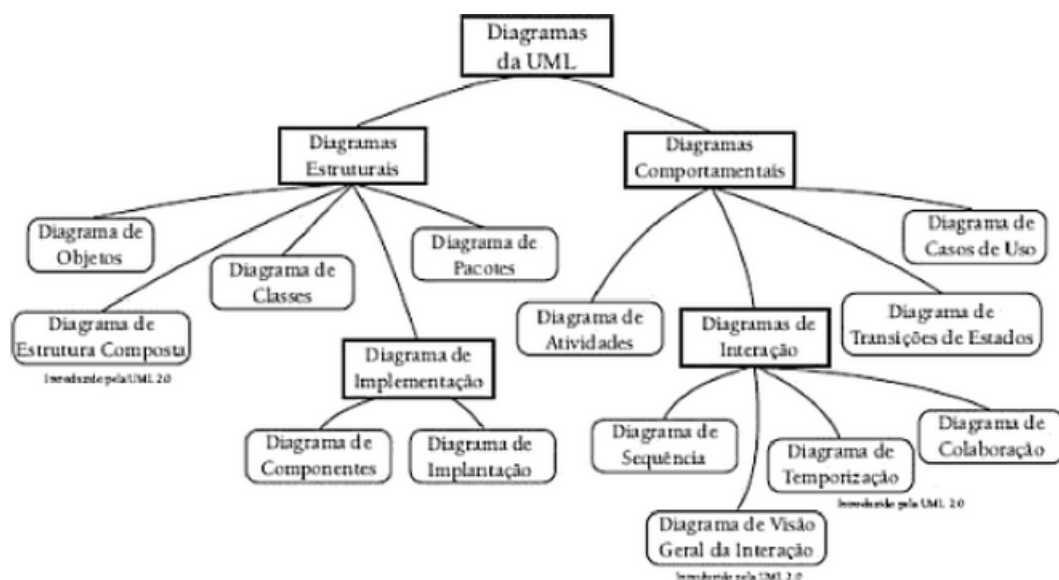 Diagramas
da UML
Diagramas
Estruturais
Diagramas
Comportamentais
Diagrama de
Objetos
Diagrama de
Classes
Diagrama de
Pacotes
Diagrama de
Casos de Uso
Diagrama de
Estrutura Composta
Introduzido pela UML 2.0
Diagrama de
Implementação
Diagrama de
Atividades
Diagramas de
Interação
Diagrama de
Transições de Estados
Diagrama de
Componentes
Diagrama de
Implantação
Diagrama de
Sequência
Diagrama de
Temporização
Introduzido pela UML 2.0
Diagrama de
Colaboração
Diagrama de Visão
Geral da Interação
Introduzido pela UML 2.0